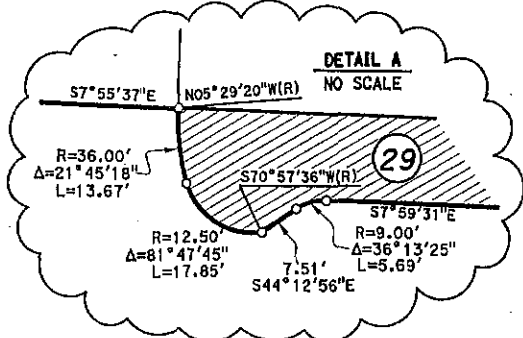 DETAIL A
NO SCALE
S7°55'37"E
N05°29'20"W(R)
R=36.00'
Δ=21°45'18"
L=13.67'
29
S70°57'36"W(R)
S7°59'31"E
R=12.50'
Δ=81°47'45"
L=17.85'
R=9.00'
Δ=36°13'25"
L=5.69'
7.51'
S44°12'56"E